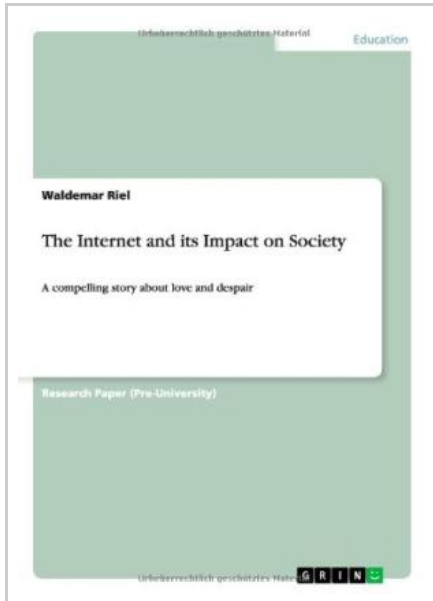 Urheberrechtlich geschütztes Material
Education
Waldemar Riel
The Internet and its Impact on Society
A compelling story about love and despair
Research Paper (Pre-University)
Urheberrechtlich geschütztes Mate
GRIN